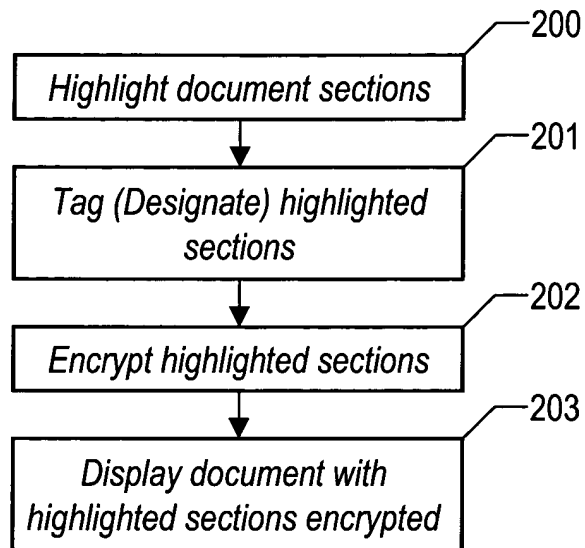 200
Highlight document sections
201
Tag (Designate) highlighted
sections
202
Encrypt highlighted sections
203
Display document with
highlighted sections encrypted